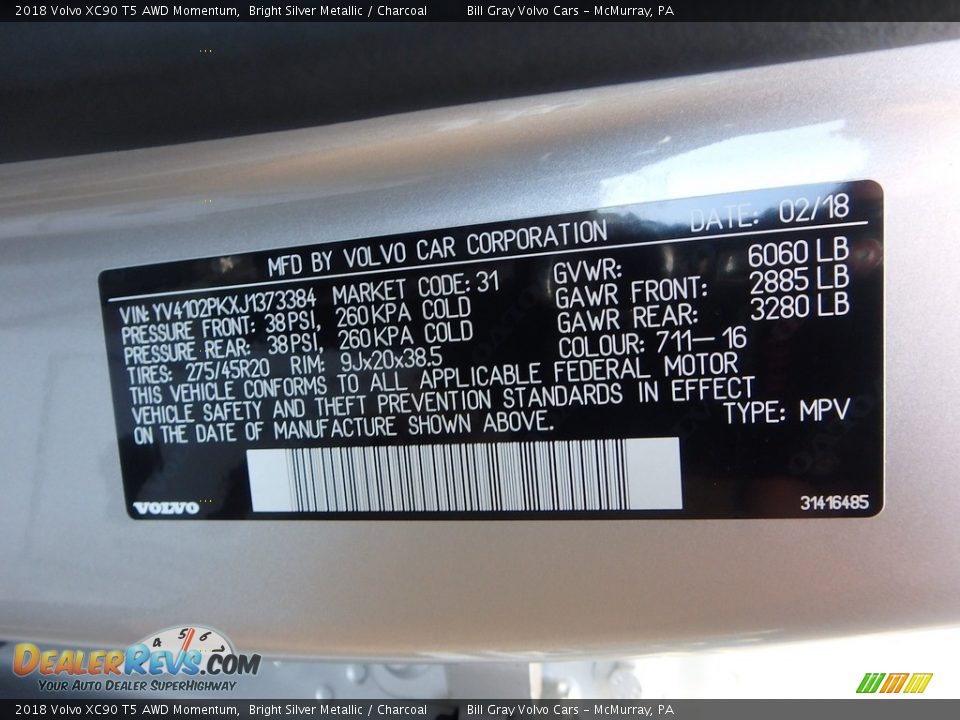 2018 Volvo XC90 T5 AWD Momentum,  Bright Silver Metallic / Charcoal        Bill Gray Volvo Cars - McMurray, PA
DATE: 02/18
MFD BY VOLVO CAR CORPORATION
VIN: YV4102PKXJ1373384 MARKET CODE: 31 GVWR: 6060 LB
PRESSURE FRONT: 38PSI, 260KPA COLD GAWR FRONT: 2885 LB
PRESSURE REAR: 38PSI, 260KPA COLD GAWR REAR: 3280 LB
TIRES: 275/45R20 RIM: 9Jx20x38.5 COLOUR: 711-16
THIS VEHICLE CONFORMS TO ALL APPLICABLE FEDERAL MOTOR
VEHICLE SAFETY AND THEFT PREVENTION STANDARDS IN EFFECT
ON THE DATE OF MANUFACTURE SHOWN ABOVE. TYPE: MPV
VOLVO 31416485
4 5 6
DEALERREVS.COM
YOUR AUTO DEALER SUPERHIGHWAY
2018 Volvo XC90 T5 AWD Momentum,  Bright Silver Metallic / Charcoal        Bill Gray Volvo Cars - McMurray, PA